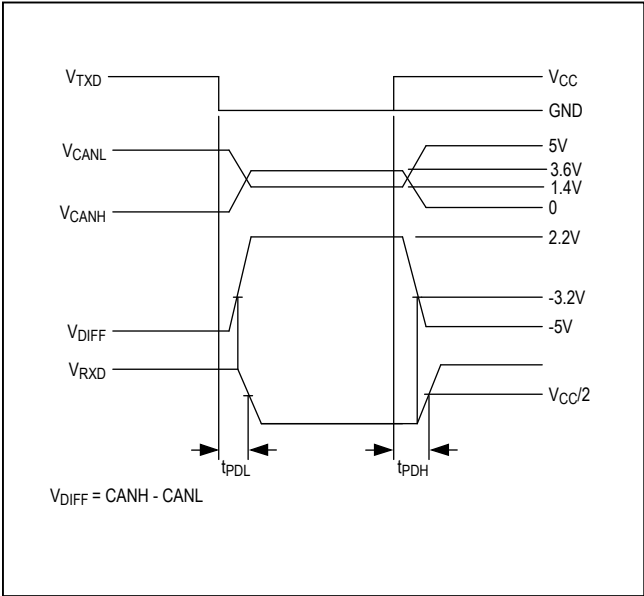 VTXD
VCC
GND
VCANL
5V
3.6V
1.4V
VCANH
0
2.2V
-3.2V
VDIFF
-5V
VRXD
VCC/2
tPDL
tPDH
VDIFF = CANH - CANL